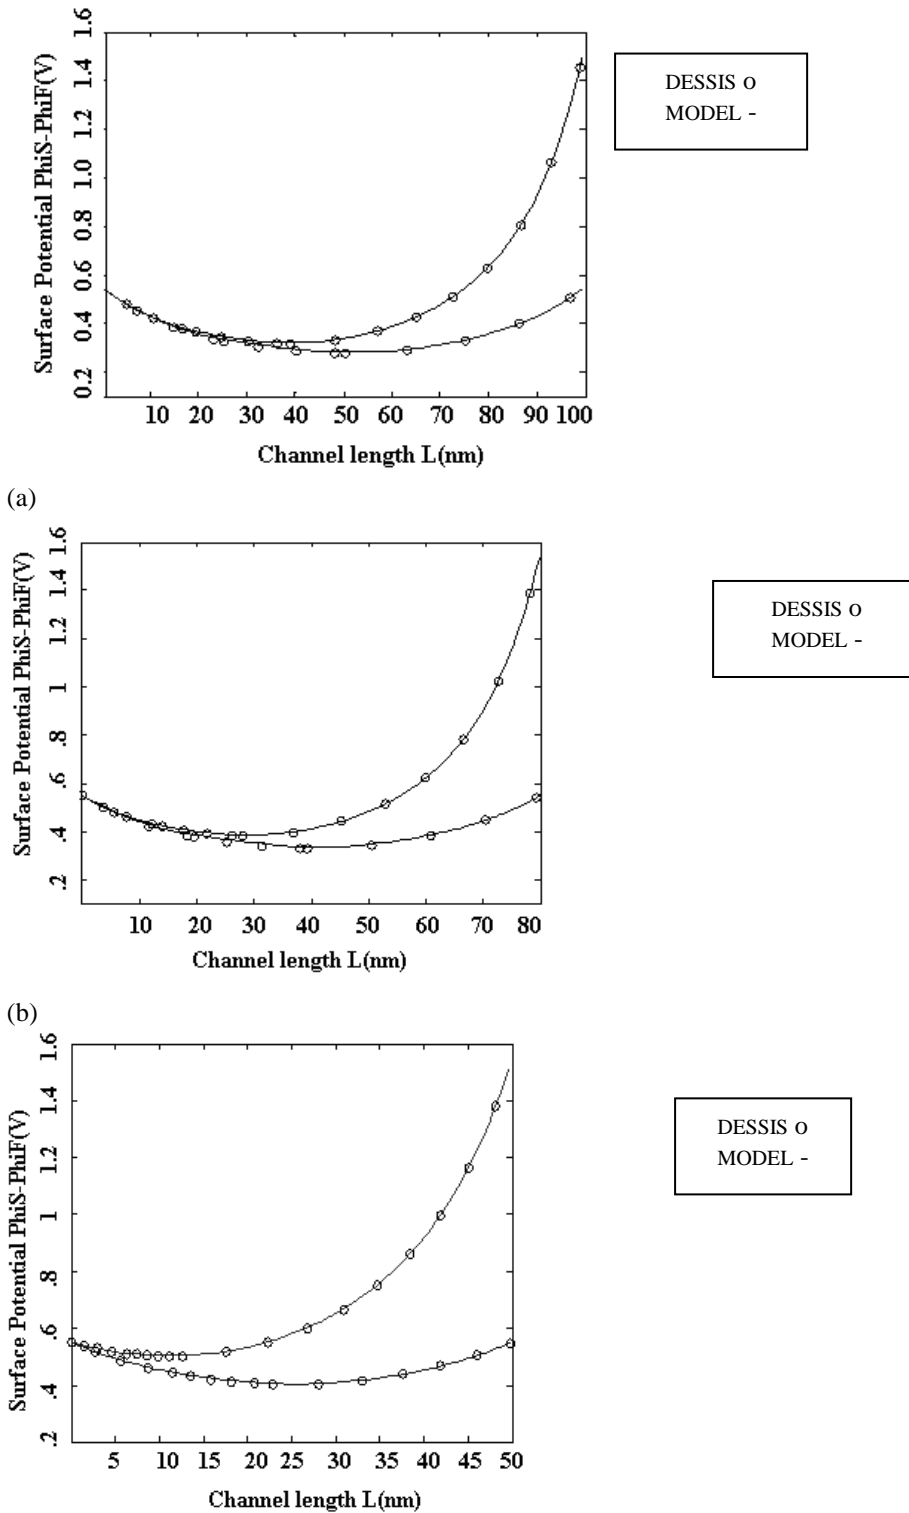 1.6
1.4
1.2
1.0
0.8
0.6
0.4
0.2
Surface Potential PhiS-PhiF(V)
10 20 30 40 50 60 70 80 90 100
Channel length L(nm)
DESSIS o
MODEL -
(a)
1.6
1.4
1.2
1
.8
.6
.4
.2
Surface Potential PhiS-PhiF(V)
10 20 30 40 50 60 70 80
Channel length L(nm)
DESSIS o
MODEL -
(b)
1.6
1.4
1.2
1
.8
.6
.4
.2
Surface Potential PhiS-PhiF(V)
5 10 15 20 25 30 35 40 45 50
Channel length L(nm)
DESSIS o
MODEL -